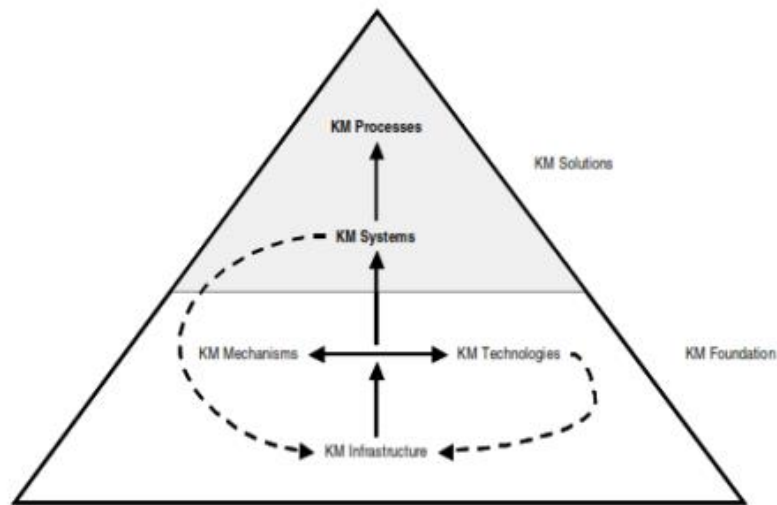 KM Processes
KM Solutions
KM Systems
KM Mechanisms
KM Technologies
KM Foundation
KM Infrastructure